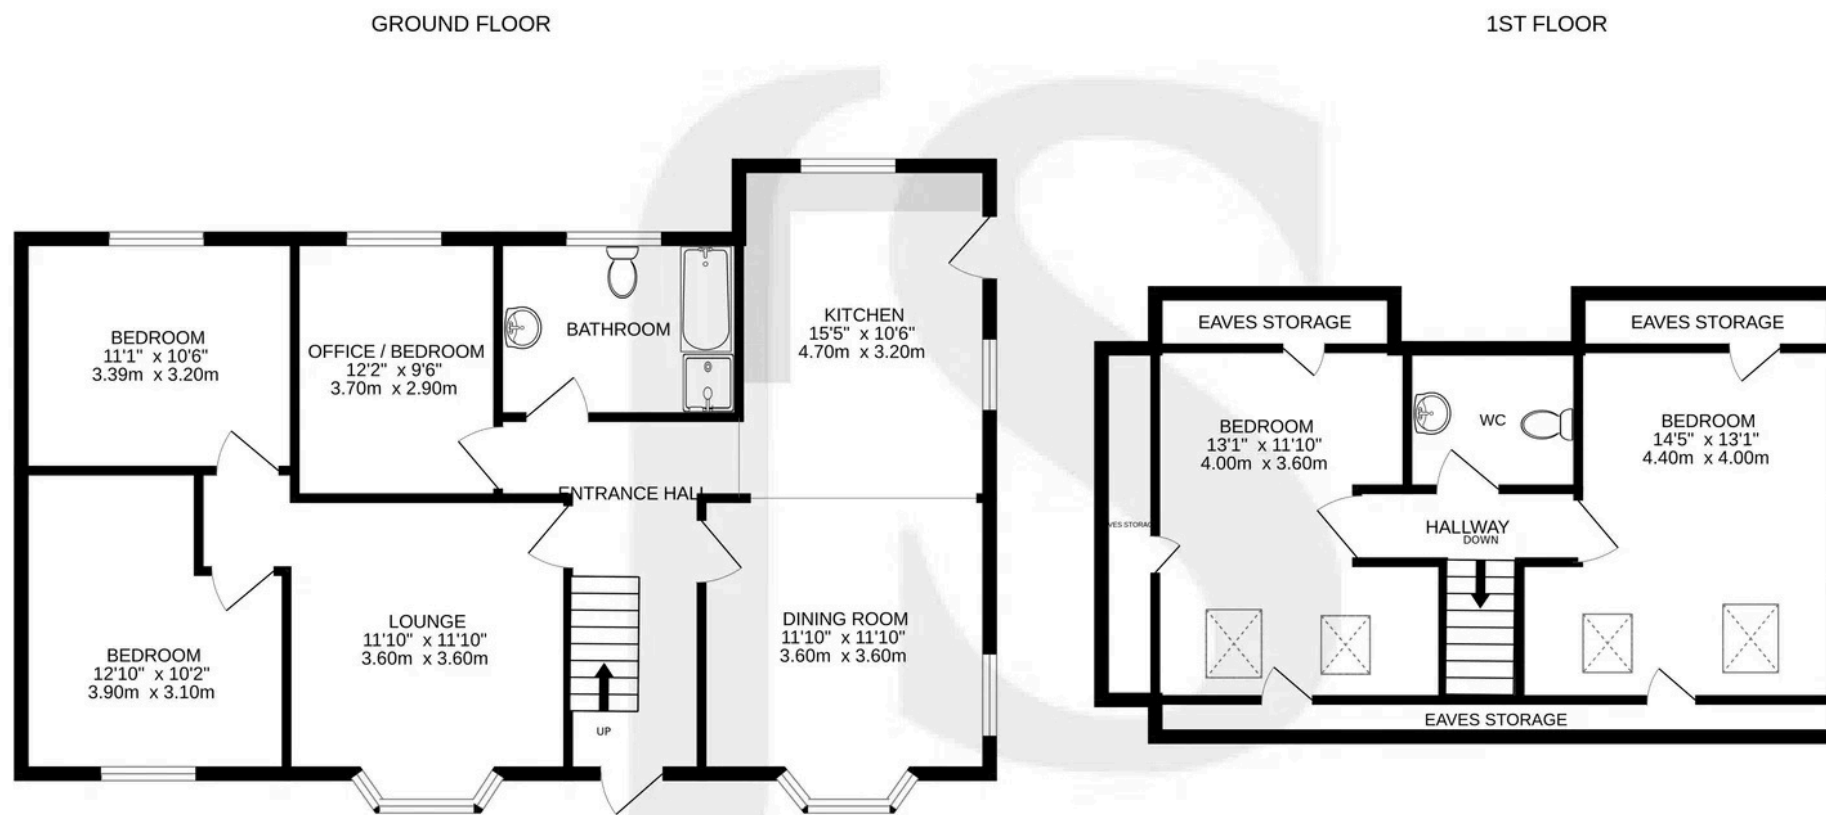 GROUND FLOOR
1ST FLOOR
BEDROOM
11'1" x 10'6"
3.39m x 3.20m
OFFICE / BEDROOM
12'2" x 9'6"
3.70m x 2.90m
BATHROOM
KITCHEN
15'5" x 10'6"
4.70m x 3.20m
ENTRANCE HALL
BEDROOM
12'10" x 10'2"
3.90m x 3.10m
LOUNGE
11'10" x 11'10"
3.60m x 3.60m
UP
DINING ROOM
11'10" x 11'10"
3.60m x 3.60m
EAVES STORAGE
EAVES STORAGE
BEDROOM
13'1" x 11'10"
4.00m x 3.60m
WC
BEDROOM
14'5" x 13'1"
4.40m x 4.00m
VES STORAG
HALLWAY
DOWN
EAVES STORAGE